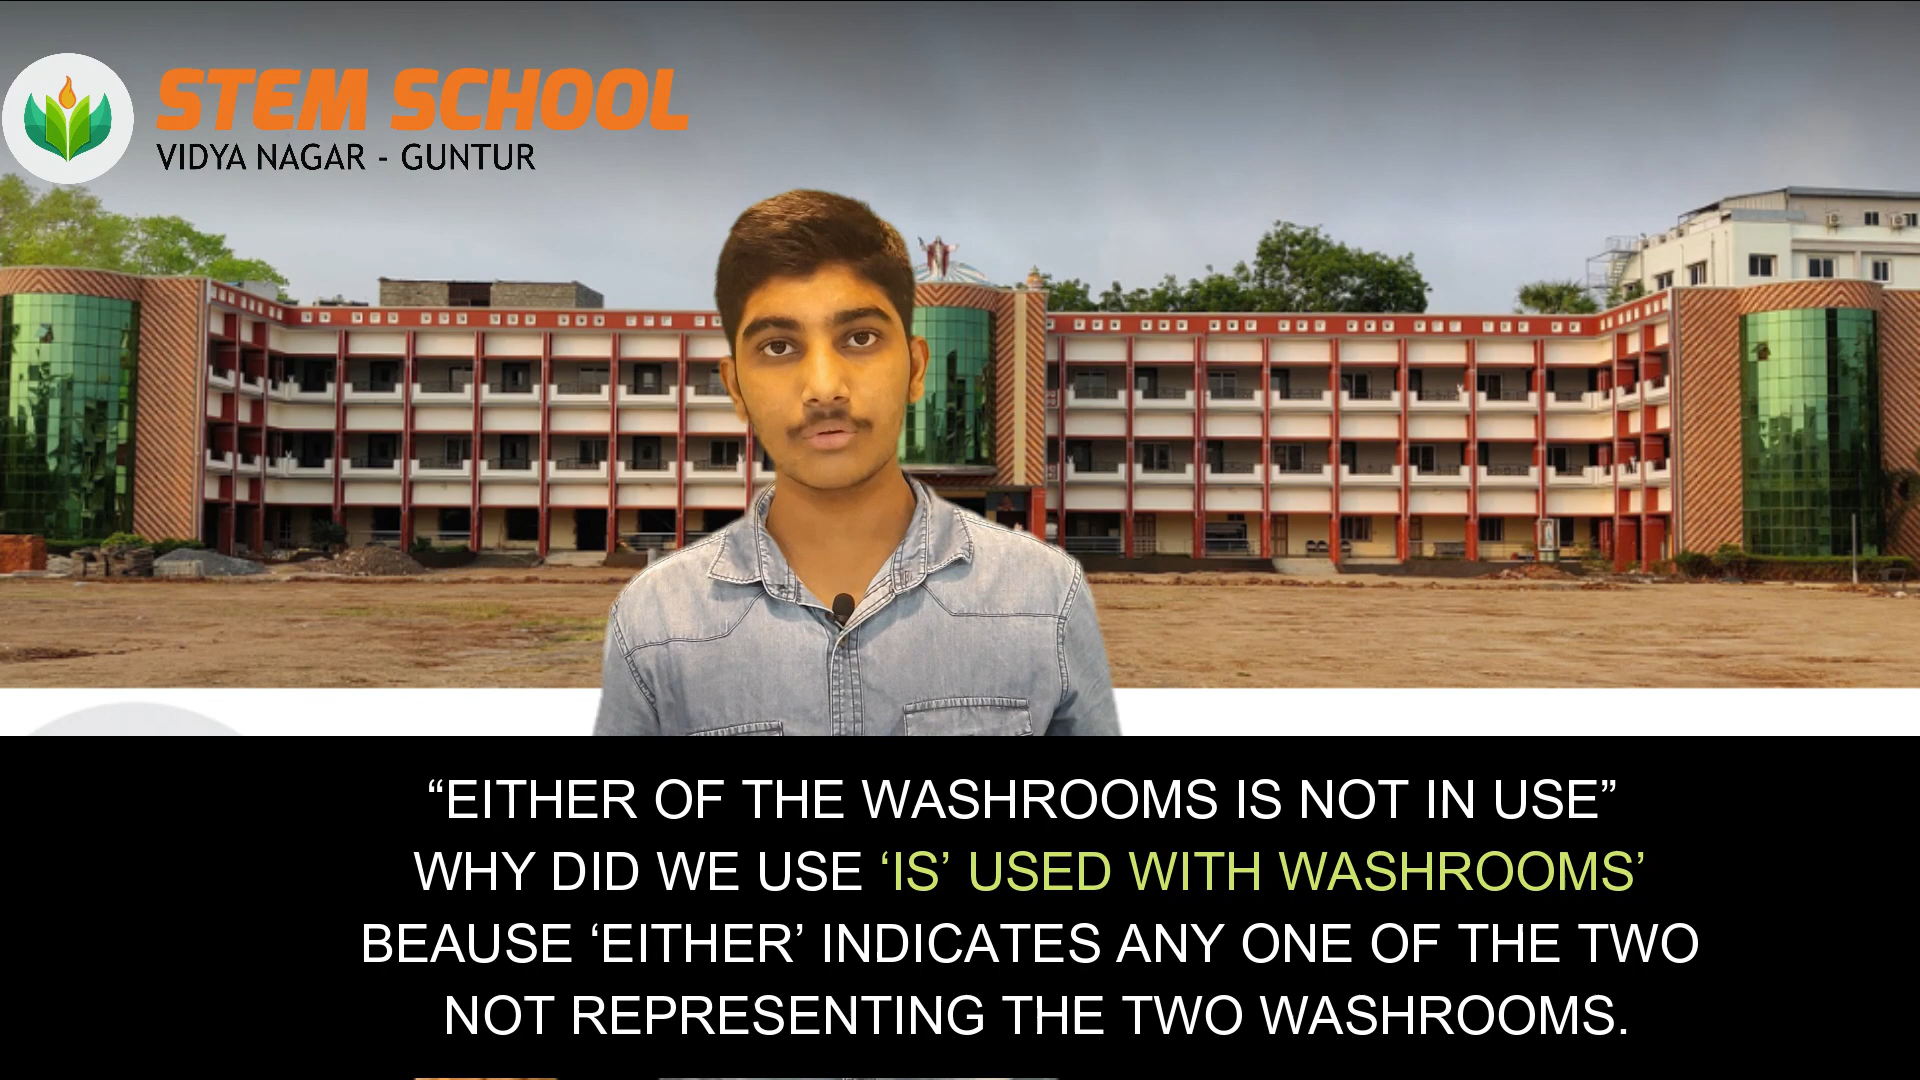 STEM SCHOOL
VIDYA NAGAR - GUNTUR
“EITHER OF THE WASHROOMS IS NOT IN USE”
WHY DID WE USE ‘IS’ USED WITH WASHROOMS’
BEAUSE ‘EITHER’ INDICATES ANY ONE OF THE TWO
NOT REPRESENTING THE TWO WASHROOMS.